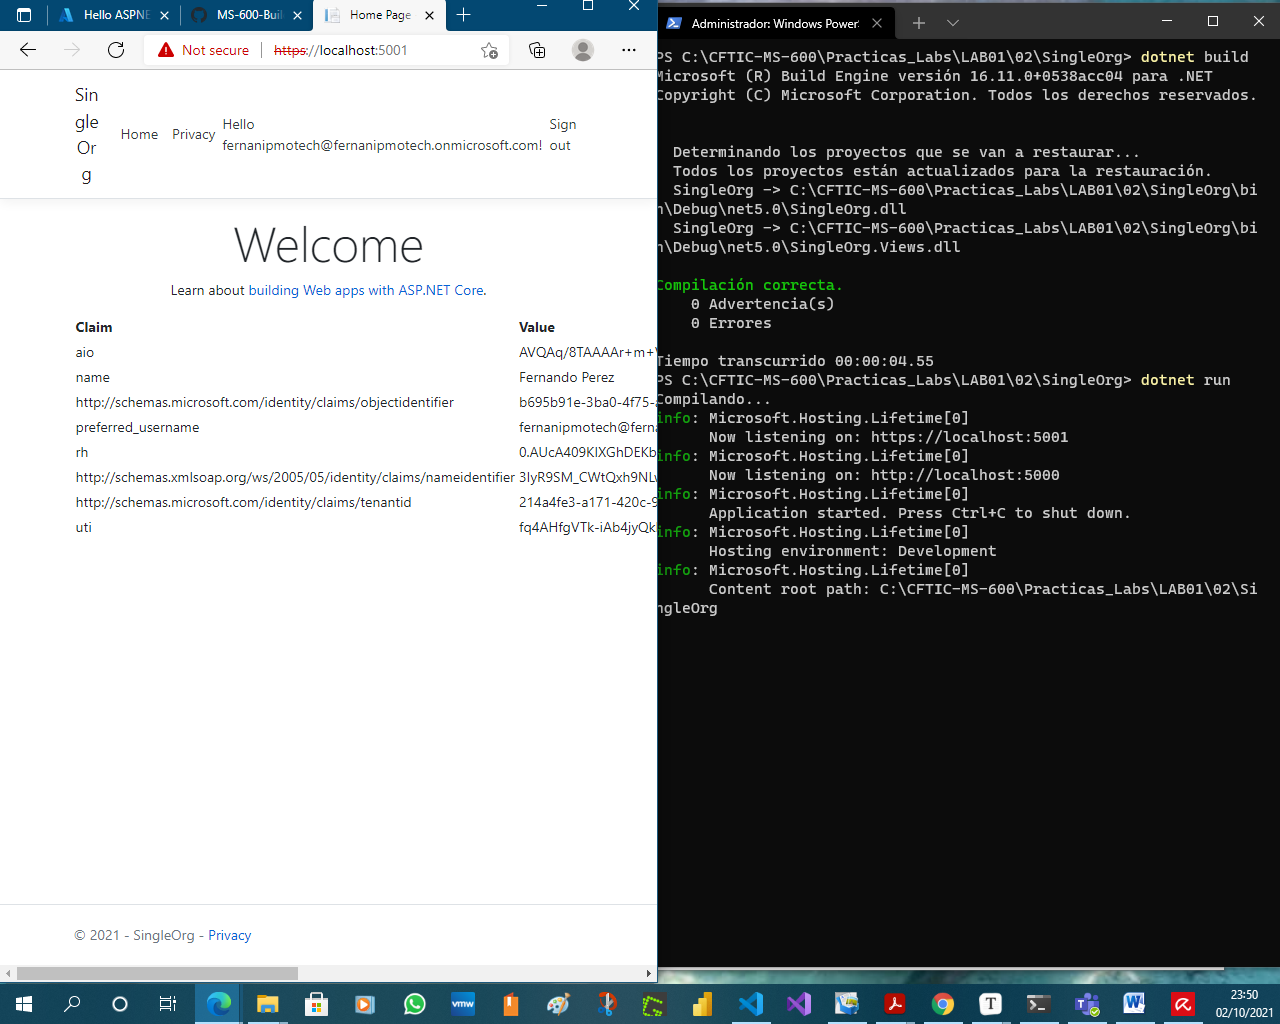 Hello ASPNE
MS-600-Buil
Home Page
Not secure
https://localhost:5001
Sin
gle
Or
g
Home
Privacy
Hello
fernanipmotech@fernanipmotech.onmicrosoft.com!
Sign
out
Welcome
Learn about building Web apps with ASP.NET Core.
Claim Value
aio AVQAq/8TAAAAr+m+
name Fernando Perez
http://schemas.microsoft.com/identity/claims/objectidentifier b695b91e-3ba0-4f75-
preferred_username fernanipmotech@ferna
rh 0.AUcA409KIXGhDEKb
http://schemas.xmlsoap.org/ws/2005/05/identity/claims/nameidentifier 3IyR9SM_CWtQxh9NL
http://schemas.microsoft.com/identity/claims/tenantid 214a4fe3-a171-420c-9
uti fq4AHfgVTk-iAb4jyQk
© 2021 - SingleOrg - Privacy
Administrador: Windows Power
PS C:\CFTIC-MS-600\Practicas_Labs\LAB01\02\SingleOrg> dotnet build
Microsoft (R) Build Engine versión 16.11.0+0538acc04 para .NET
Copyright (C) Microsoft Corporation. Todos los derechos reservados.
Determinando los proyectos que se van a restaurar...
Todos los proyectos están actualizados para la restauración.
SingleOrg -> C:\CFTIC-MS-600\Practicas_Labs\LAB01\02\SingleOrg\bi
n\Debug\net5.0\SingleOrg.dll
SingleOrg -> C:\CFTIC-MS-600\Practicas_Labs\LAB01\02\SingleOrg\bi
n\Debug\net5.0\SingleOrg.Views.dll
Compilación correcta.
0 Advertencia(s)
0 Errores
Tiempo transcurrido 00:00:04.55
PS C:\CFTIC-MS-600\Practicas_Labs\LAB01\02\SingleOrg> dotnet run
Compilando...
info: Microsoft.Hosting.Lifetime[0]
Now listening on: https://localhost:5001
info: Microsoft.Hosting.Lifetime[0]
Now listening on: http://localhost:5000
info: Microsoft.Hosting.Lifetime[0]
Application started. Press Ctrl+C to shut down.
info: Microsoft.Hosting.Lifetime[0]
Hosting environment: Development
info: Microsoft.Hosting.Lifetime[0]
Content root path: C:\CFTIC-MS-600\Practicas_Labs\LAB01\02\Si
ngleOrg
vmw
T
23:50
02/10/2021